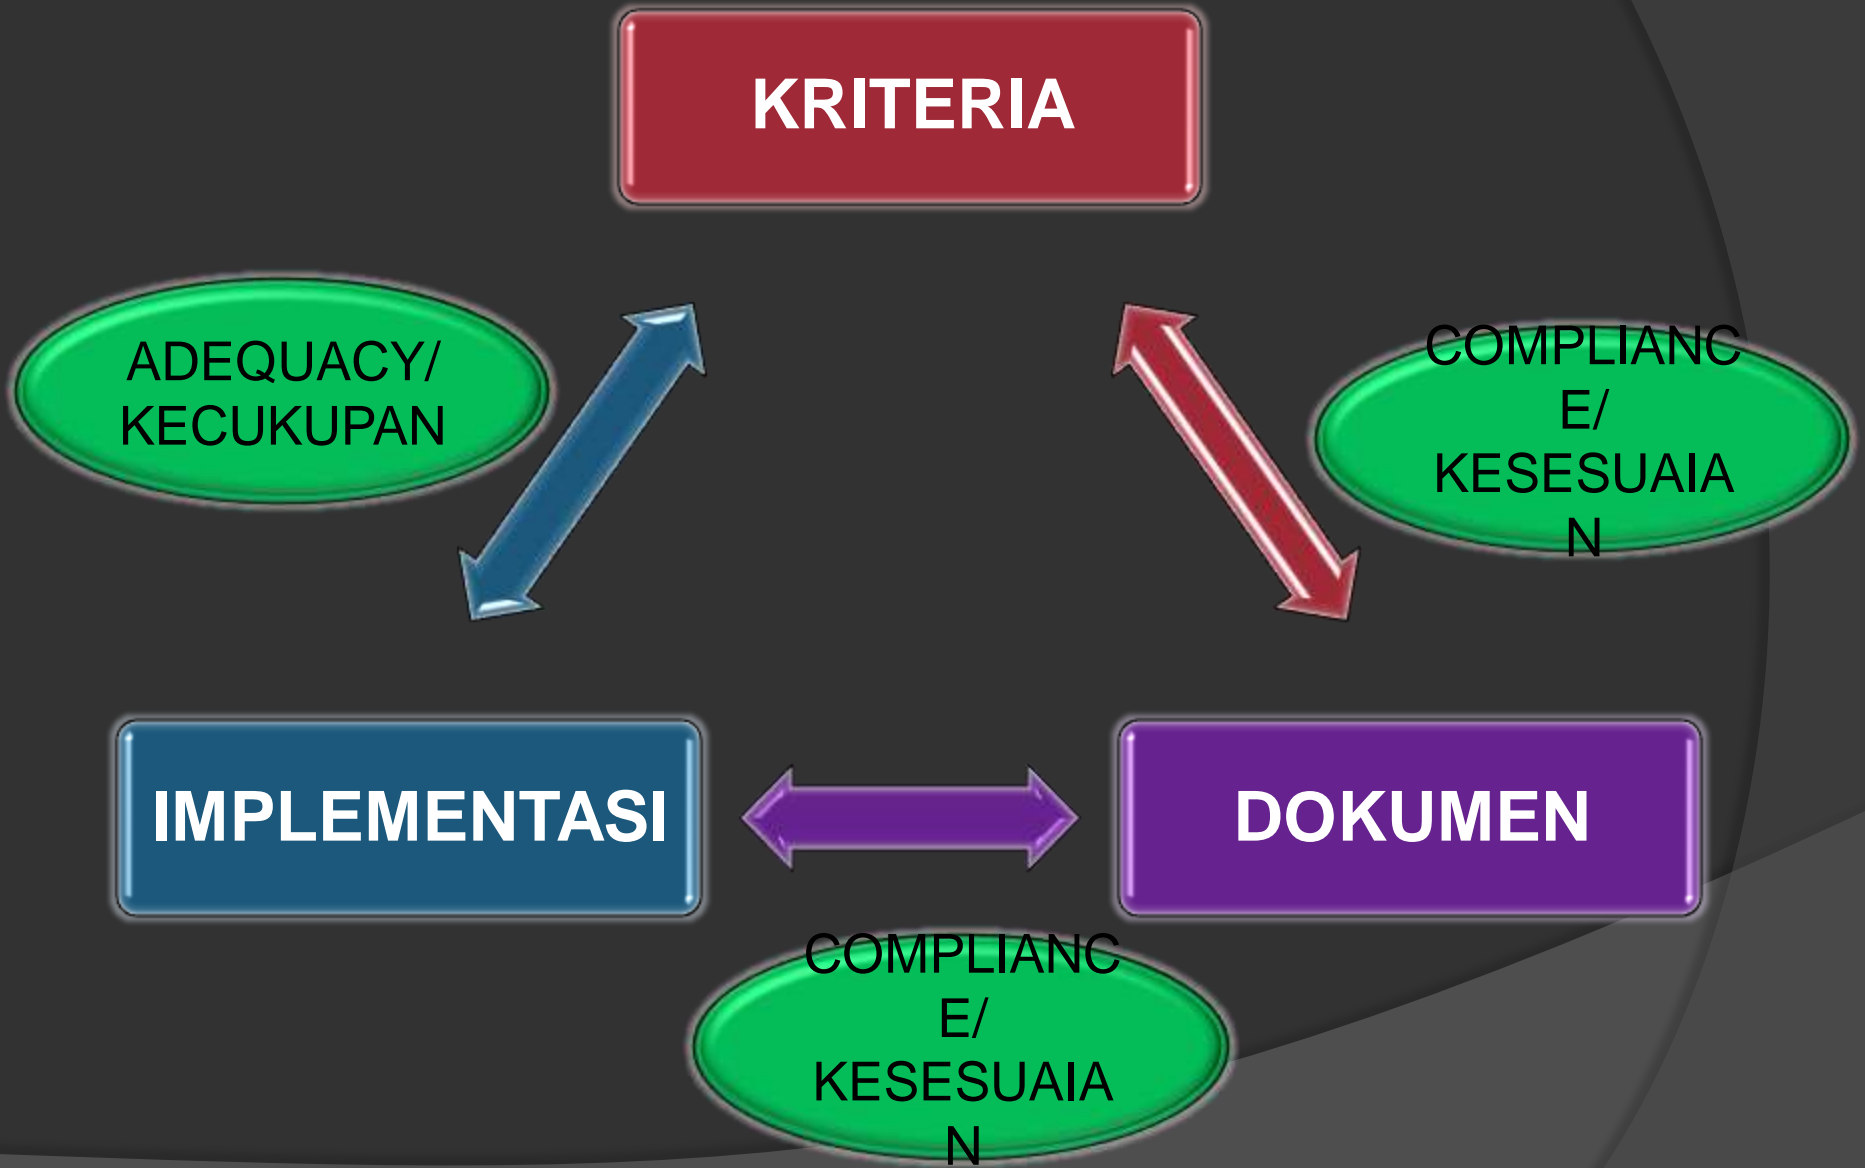 KRITERIA
ADEQUACY/
KECUKUPAN
COMPLIANC
E/
KESESUAIA
N
IMPLEMENTASI
DOKUMEN
COMPLIANC
E/
KESESUAIA
N